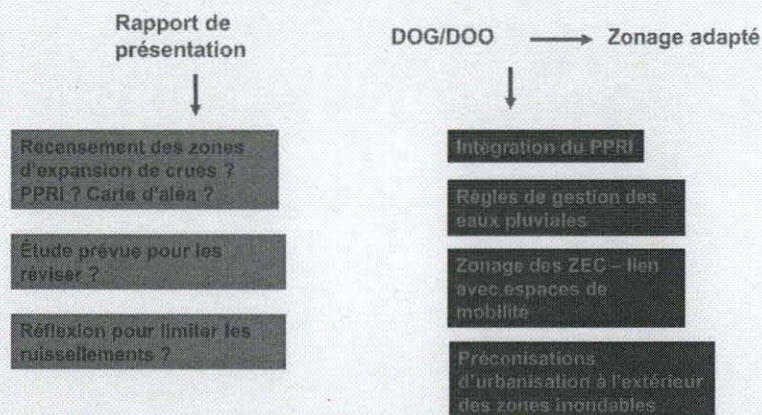 Rapport de
présentation
Recensement des zones
d'expansion de crues ?
PPRI ? Carte d'aléa ?
Étude prévue pour les
réviser ?
Réflexion pour limiter les
ruissellements ?
DOG/DOO
Zonage adapté
Intégration du PPRI
Règles de gestion des
eaux pluviales
Zonage des ZEC – lien
avec espaces de
mobilité
Préconisations
d'urbanisation à l'extérieur
des zones inondables